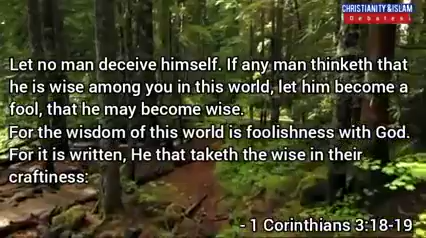 CHRISTIANITY & ISLAM
Debates!
Let no man deceive himself. If any man thinketh that
he is wise among you in this world, let him become a
fool, that he may become wise.
For the wisdom of this world is foolishness with God.
For it is written, He that taketh the wise in their
craftiness:
- 1 Corinthians 3:18-19